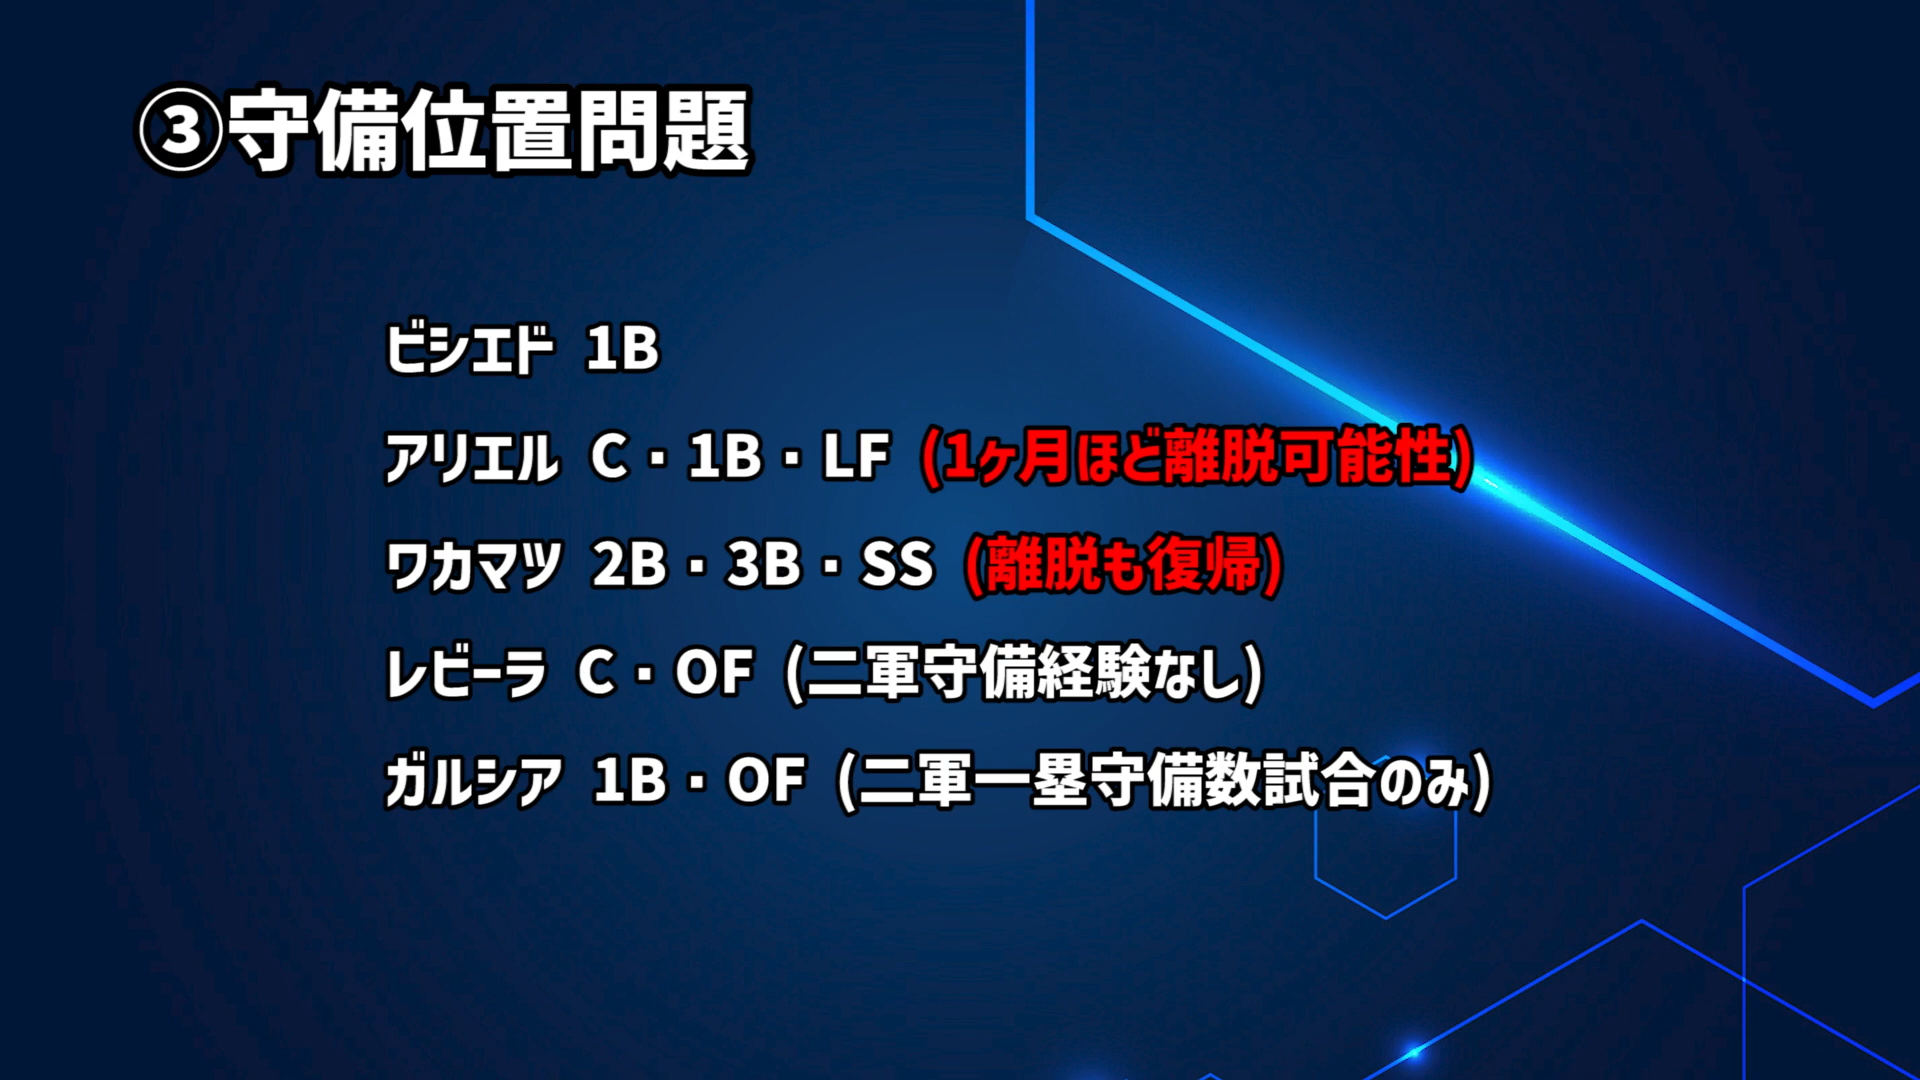 ③守備位置問題
ビシエド 1B
アリエル C・1B・LF (1ヶ月ほど離脱可能性)
ワカマツ 2B・3B・SS (離脱も復帰)
レビーラ C・OF (二軍守備経験なし)
ガルシア 1B・OF (二軍一塁守備数試合のみ)